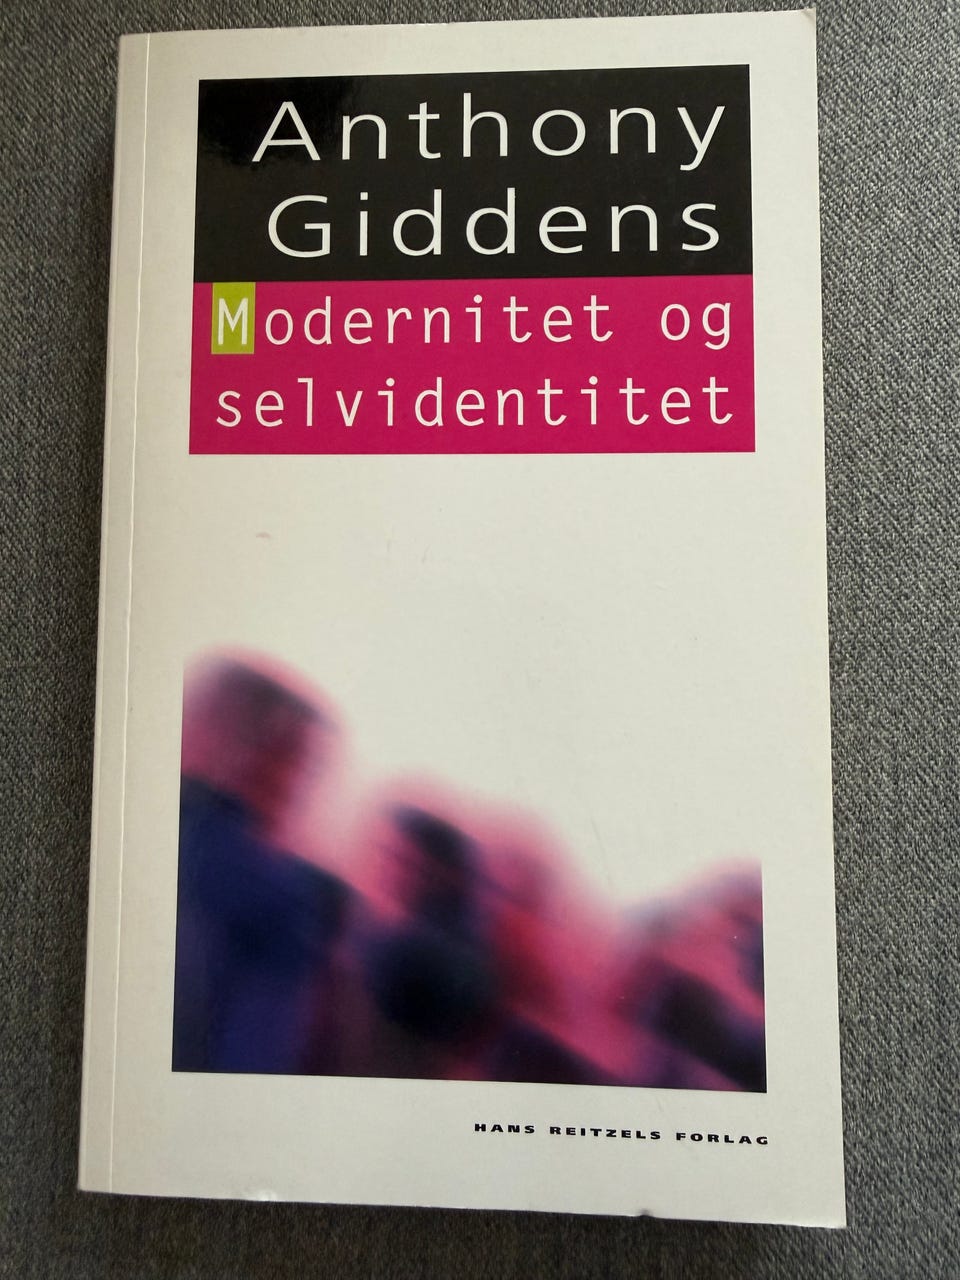 Anthony
Giddens
Modernitet og
selvidentitet
HANS REITZELS FORLAG